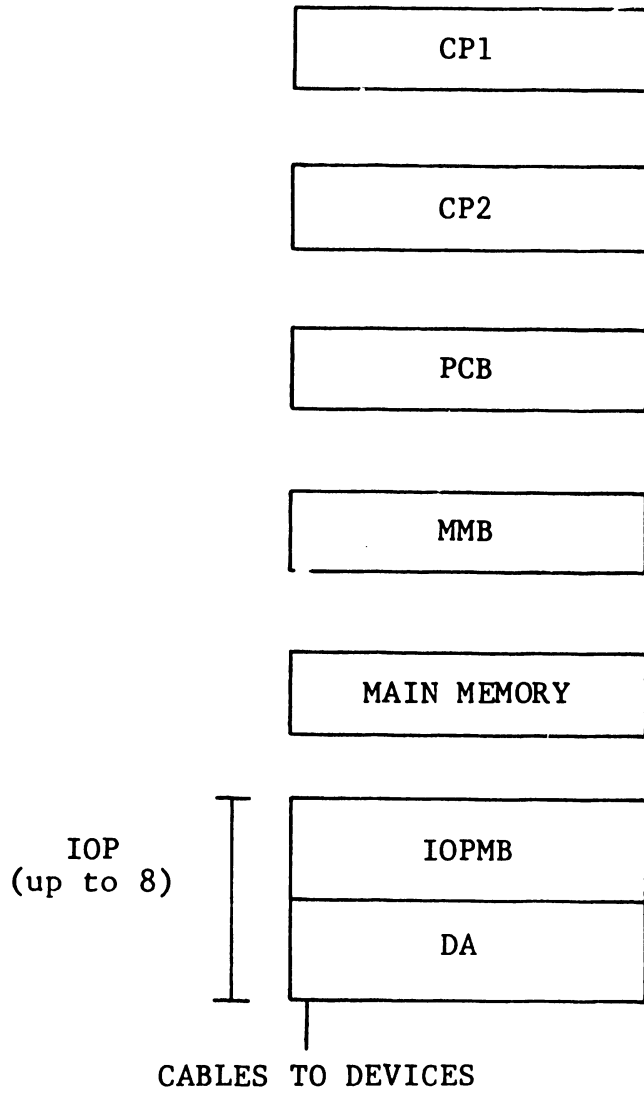 CP1
CP2
PCB
MMB
MAIN MEMORY
IOP
(up to 8)
IOPMB
DA
CABLES TO DEVICES